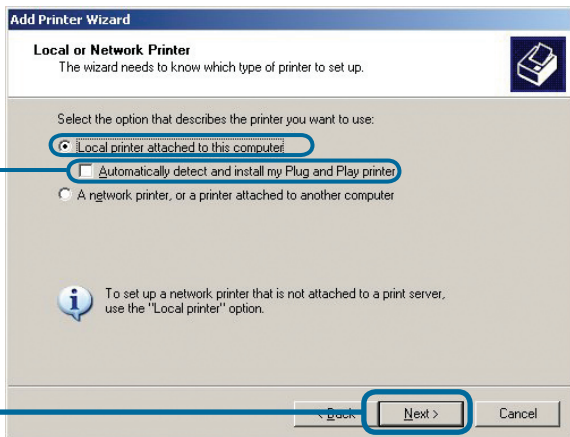 Add Printer Wizard
Local or Network Printer
The wizard needs to know which type of printer to set up.
Select the option that describes the printer you want to use:
Local printer attached to this computer
Automatically detect and install my Plug and Play printer
A network printer, or a printer attached to another computer
To set up a network printer that is not attached to a print server,
use the "Local printer" option.
< Back Next > Cancel